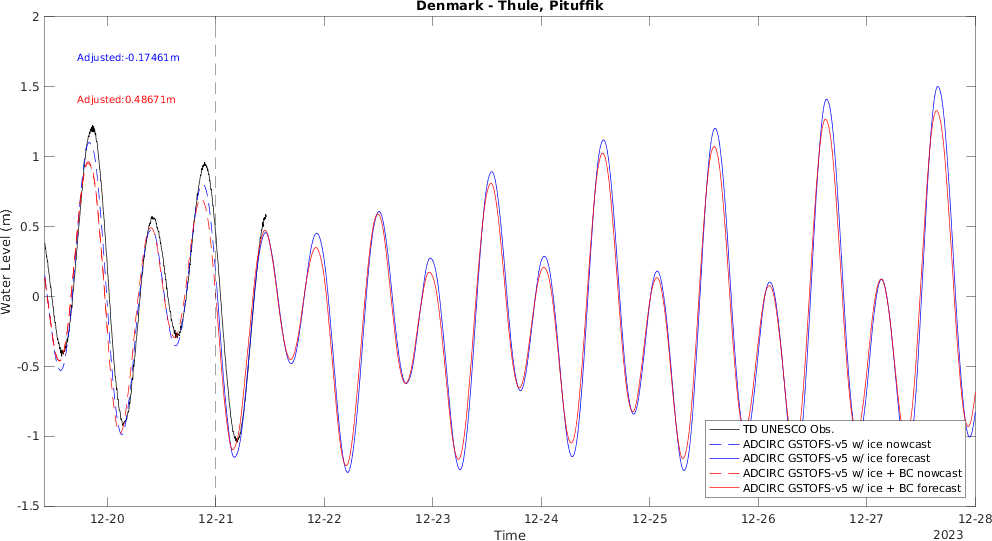 Denmark - Thule, Pituffik
Adjusted:-0.17461m
Adjusted:0.48671m
Water Level (m)
2
1.5
1
0.5
0
-0.5
-1
-1.5
12-20
12-21
12-22
12-23
12-24
12-25
12-26
12-27
12-28
Time
2023
TD UNESCO Obs.
ADCIRC GSTOFS-v5 w/ ice nowcast
ADCIRC GSTOFS-v5 w/ ice forecast
ADCIRC GSTOFS-v5 w/ ice + BC nowcast
ADCIRC GSTOFS-v5 w/ ice + BC forecast